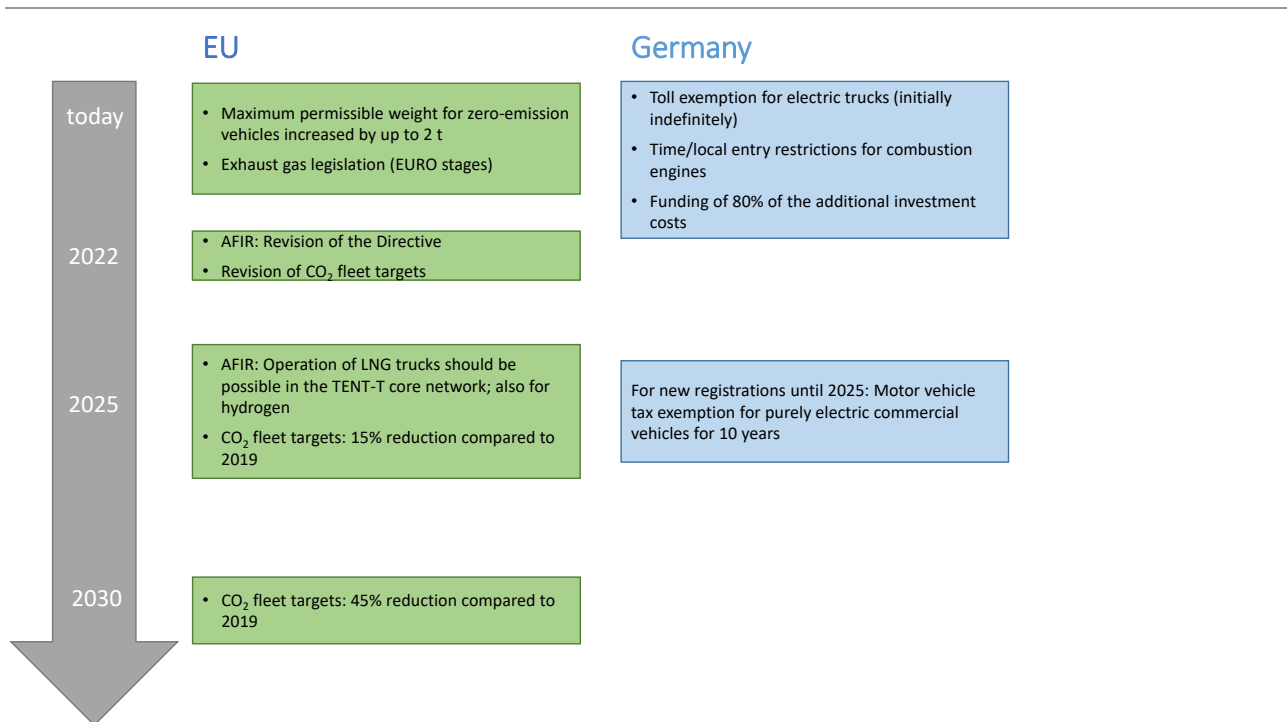 EU
Germany
today
• Maximum permissible weight for zero-emission
vehicles increased by up to 2 t
• Exhaust gas legislation (EURO stages)
• Toll exemption for electric trucks (initially
indefinitely)
• Time/local entry restrictions for combustion
engines
• Funding of 80% of the additional investment
costs
2022
• AFIR: Revision of the Directive
• Revision of CO₂ fleet targets
2025
• AFIR: Operation of LNG trucks should be
possible in the TENT-T core network; also for
hydrogen
• CO₂ fleet targets: 15% reduction compared to
2019
For new registrations until 2025: Motor vehicle
tax exemption for purely electric commercial
vehicles for 10 years
2030
• CO₂ fleet targets: 45% reduction compared to
2019